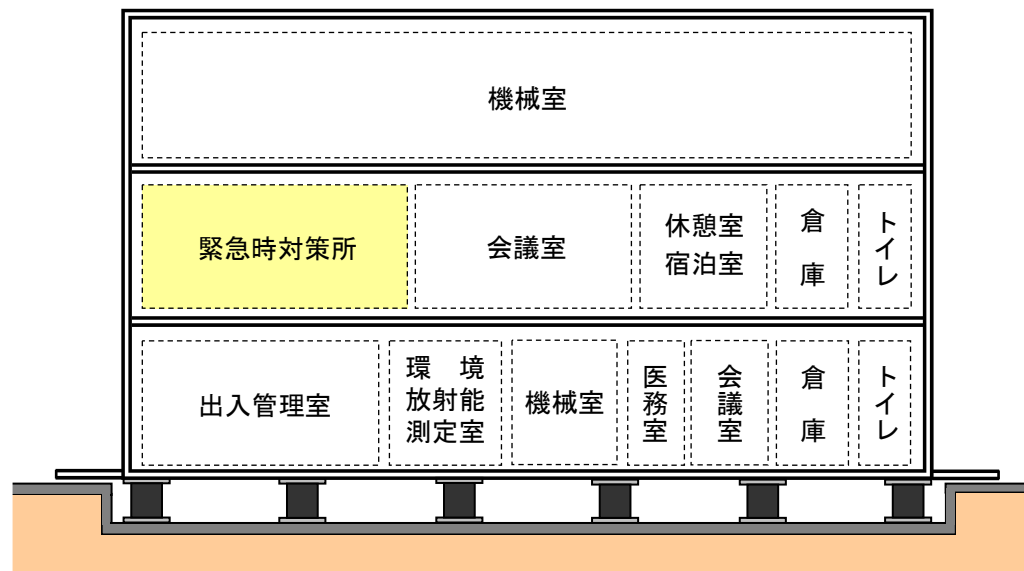 機械室
緊急時対策所
会議室
休憩室
宿泊室
倉庫
トイレ
出入管理室
環境
放射能
測定室
機械室
医務室
会議室
倉庫
トイレ